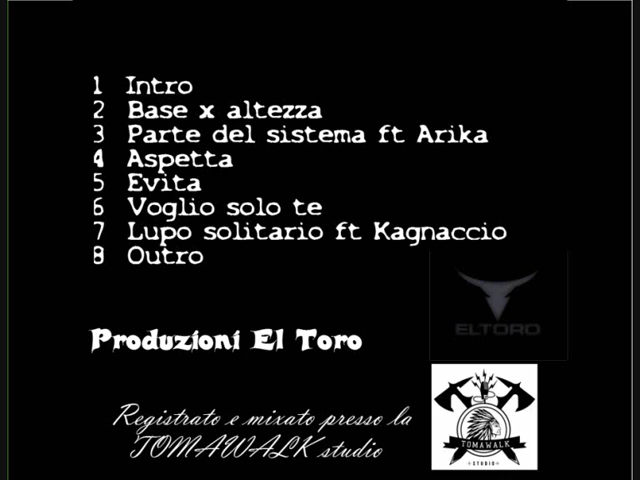 1 Intro
2 Base x altezza
3 Parte del sistema ft Arika
4 Aspetta
5 Evita
6 Voglio solo te
7 Lupo solitario ft Kagnaccio
8 Outro
ELTORO
Produzioni El Toro
Registrato e mixato presso la
TOMAWALK studio
TOMAWALK
STUDIO